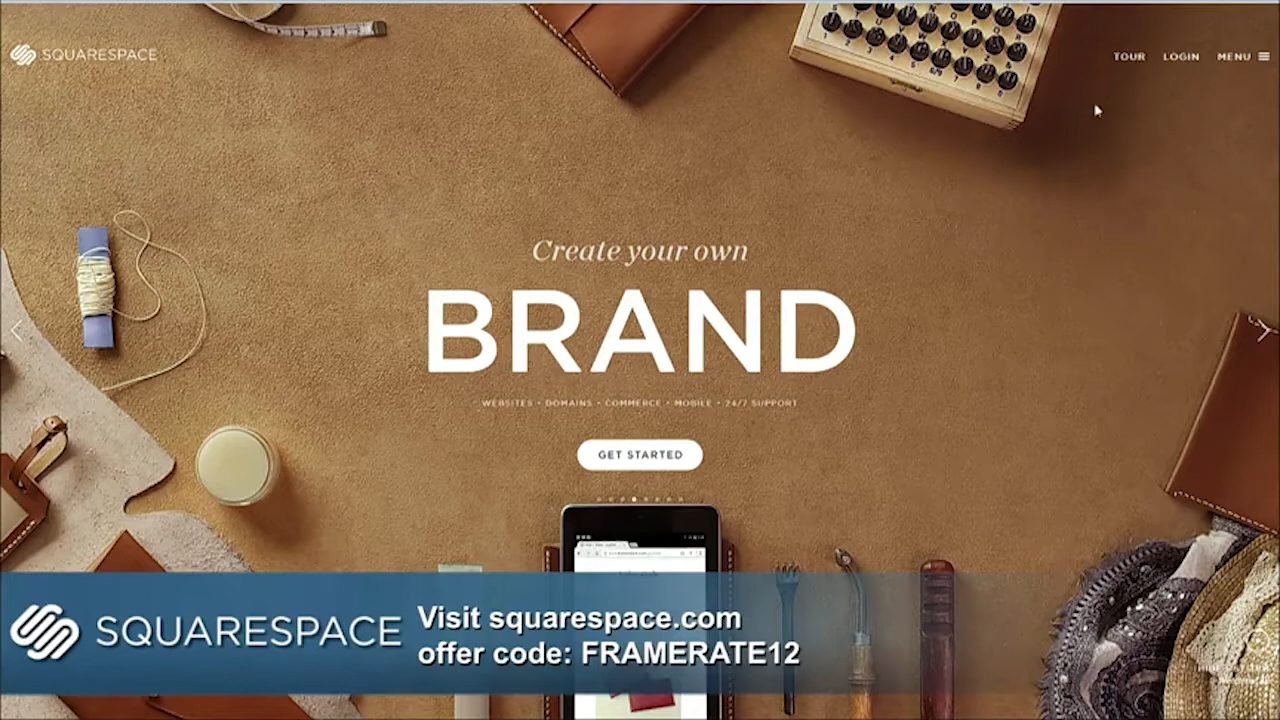 SQUARESPACE
TOUR LOGIN MENU
Create your own
BRAND
WEBSITES • DOMAINS • COMMERCE • MOBILE • 24/7 SUPPORT
GET STARTED
SQUARESPACE
Visit squarespace.com
offer code: FRAMERATE12